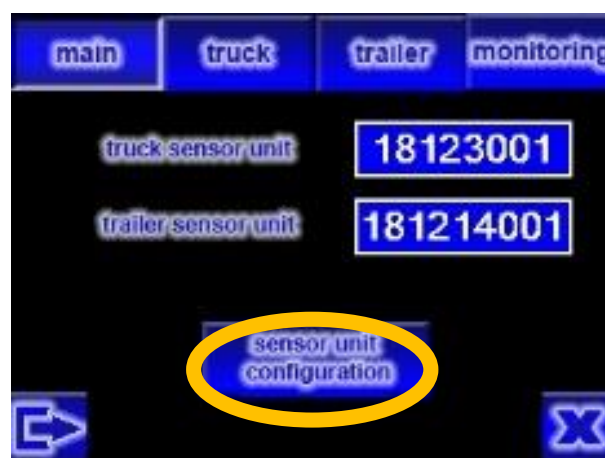 main truck trailer monitoring
truck sensor unit 18123001
trailer sensor unit 181214001
sensor unit
configuration